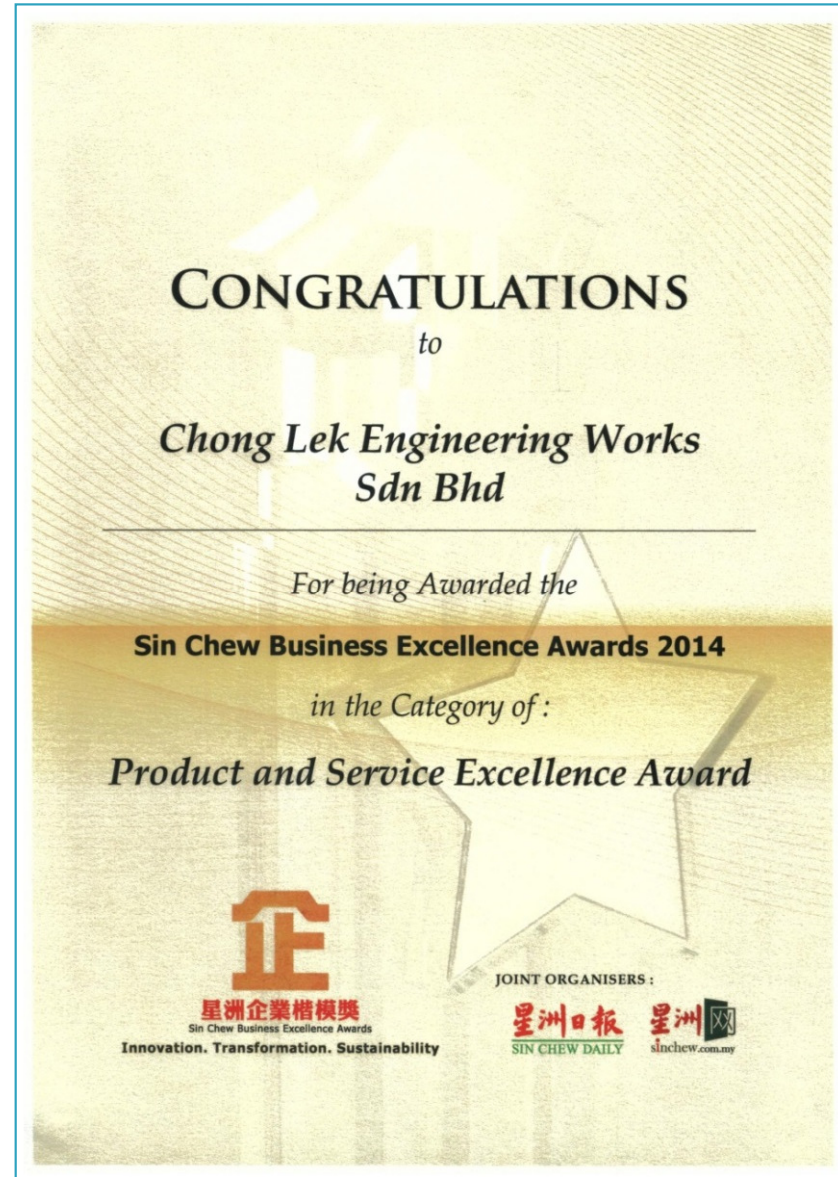 CONGRATULATIONS
to
Chong Lek Engineering Works
Sdn Bhd
For being Awarded the
Sin Chew Business Excellence Awards 2014
in the Category of :
Product and Service Excellence Award
企
星洲企業楷模獎
Sin Chew Business Excellence Awards
Innovation. Transformation. Sustainability
JOINT ORGANISERS :
星洲日报
SIN CHEW DAILY
星洲网
sinchew.com.my